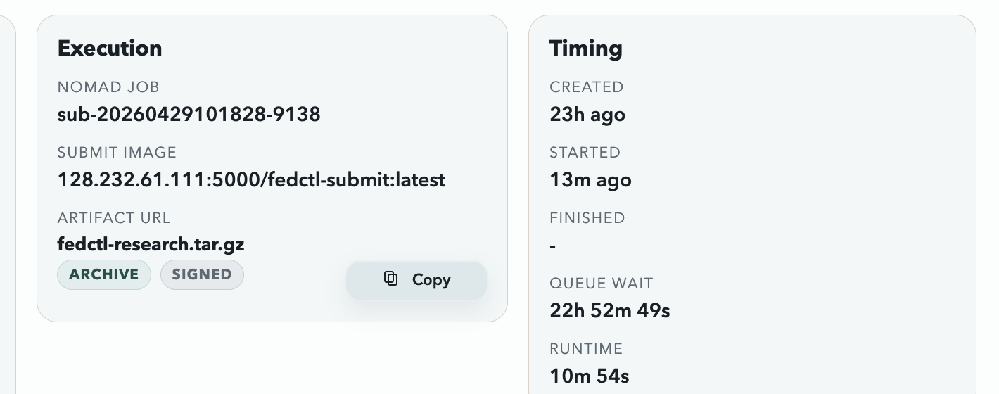 Execution
NOMAD JOB
sub-20260429101828-9138
SUBMIT IMAGE
128.232.61.111:5000/fedctl-submit:latest
ARTIFACT URL
fedctl-research.tar.gz
ARCHIVE SIGNED
Copy
Timing
CREATED
23h ago
STARTED
13m ago
FINISHED
-
QUEUE WAIT
22h 52m 49s
RUNTIME
10m 54s